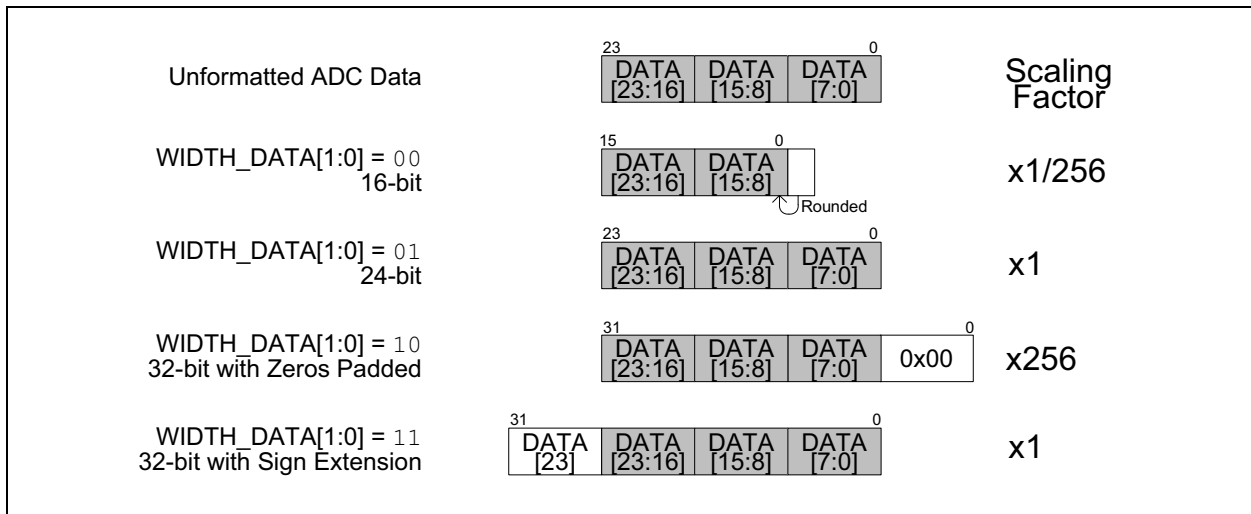 23 0
Unformatted ADC Data DATA [23:16] DATA [15:8] DATA [7:0] Scaling Factor
15 0
WIDTH_DATA[1:0] = 00
16-bit
DATA [23:16] DATA [15:8] x1/256
Rounded
23 0
WIDTH_DATA[1:0] = 01
24-bit
DATA [23:16] DATA [15:8] DATA [7:0] x1
31 0
WIDTH_DATA[1:0] = 10
32-bit with Zeros Padded
DATA [23:16] DATA [15:8] DATA [7:0] 0x00 x256
31 0
WIDTH_DATA[1:0] = 11
32-bit with Sign Extension
DATA [23] DATA [23:16] DATA [15:8] DATA [7:0] x1